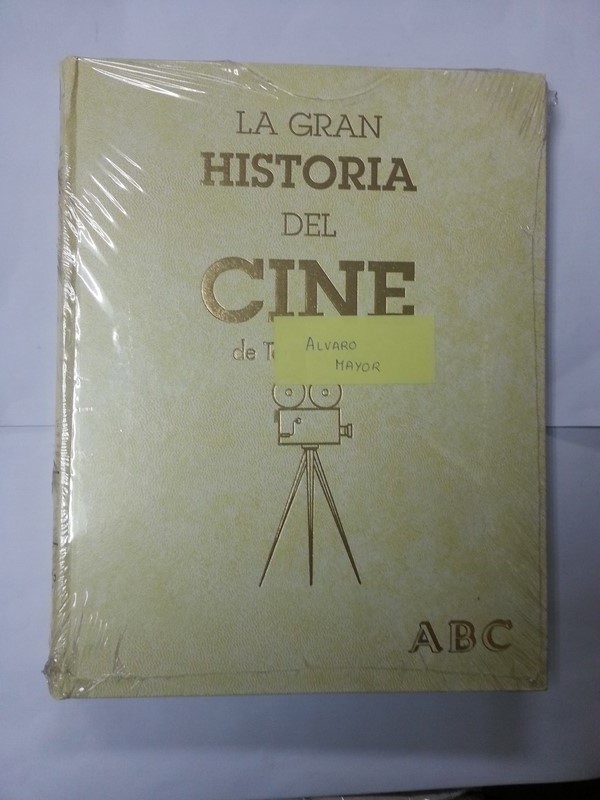 LA GRAN
HISTORIA
DEL
CINE
de
ALVARO
MAYOR
ABC